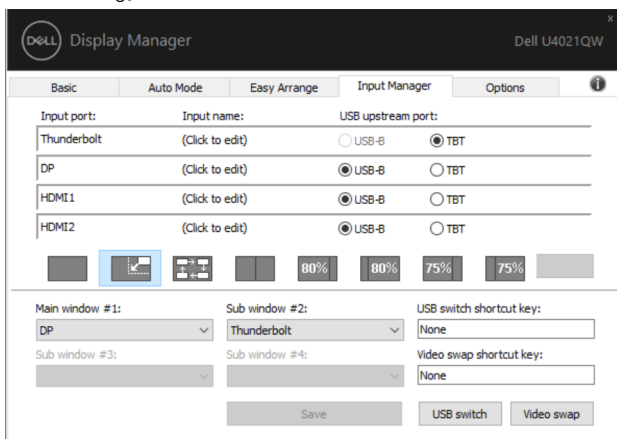 x
DELL Display Manager Dell U4021QW
Basic Auto Mode Easy Arrange Input Manager Options i
Input port: Input name: USB upstream port:
Thunderbolt (Click to edit) USB-B TBT
DP (Click to edit) USB-B TBT
HDMI1 (Click to edit) USB-B TBT
HDMI2 (Click to edit) USB-B TBT
80% 80% 75% 75%
Main window #1: Sub window #2: USB switch shortcut key:
DP Thunderbolt None
Sub window #3: Sub window #4: Video swap shortcut key:
None
Save USB switch Video swap